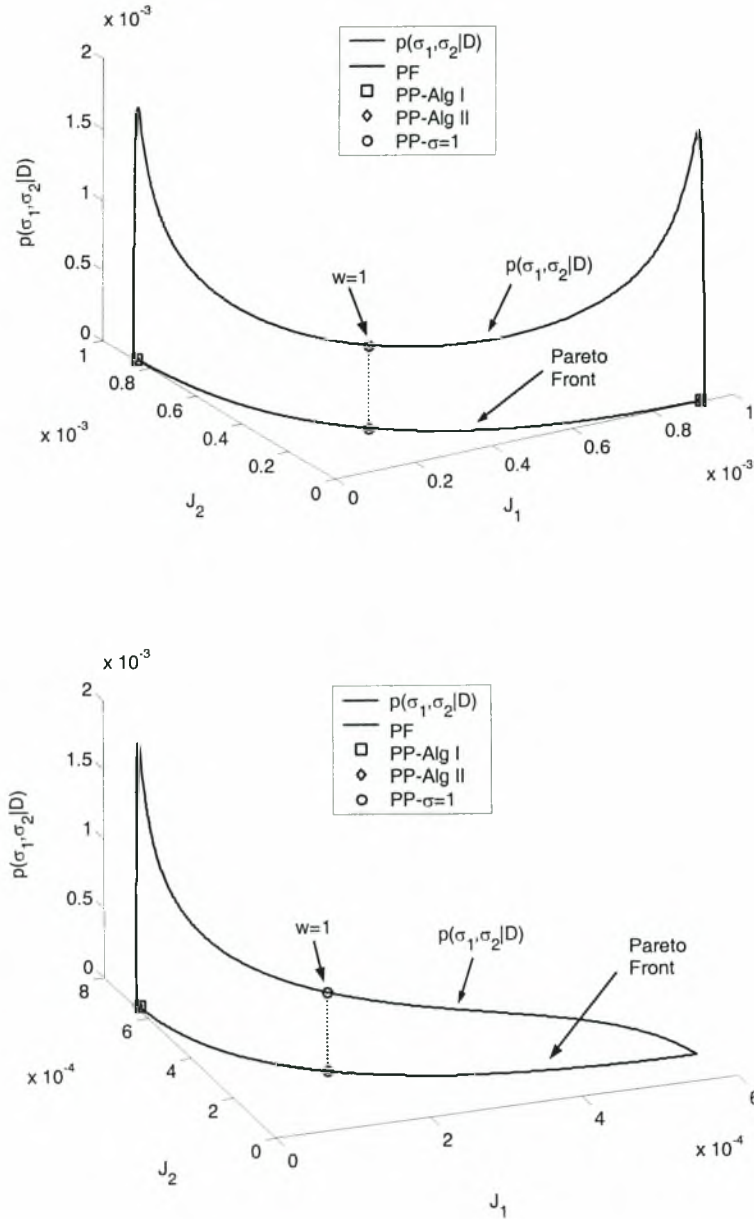 x 10-3
2
1.5
1
0.5
0
p(σ1,σ2|D)
p(σ1,σ2|D)
PF
PP-Alg I
PP-Alg II
PP-σ=1
w=1
p(σ1,σ2|D)
Pareto
Front
1
0.8
0.6
0.4
0.2
0
x 10-3
J2
0
0.2
0.4
0.6
0.8
1
x 10-3
J1
x 10-3
2
1.5
1
0.5
0
p(σ1,σ2|D)
p(σ1,σ2|D)
PF
PP-Alg I
PP-Alg II
PP-σ=1
w=1
p(σ1,σ2|D)
Pareto
Front
8
6
4
2
0
x 10-4
J2
0
2
4
6
x 10-4
J1